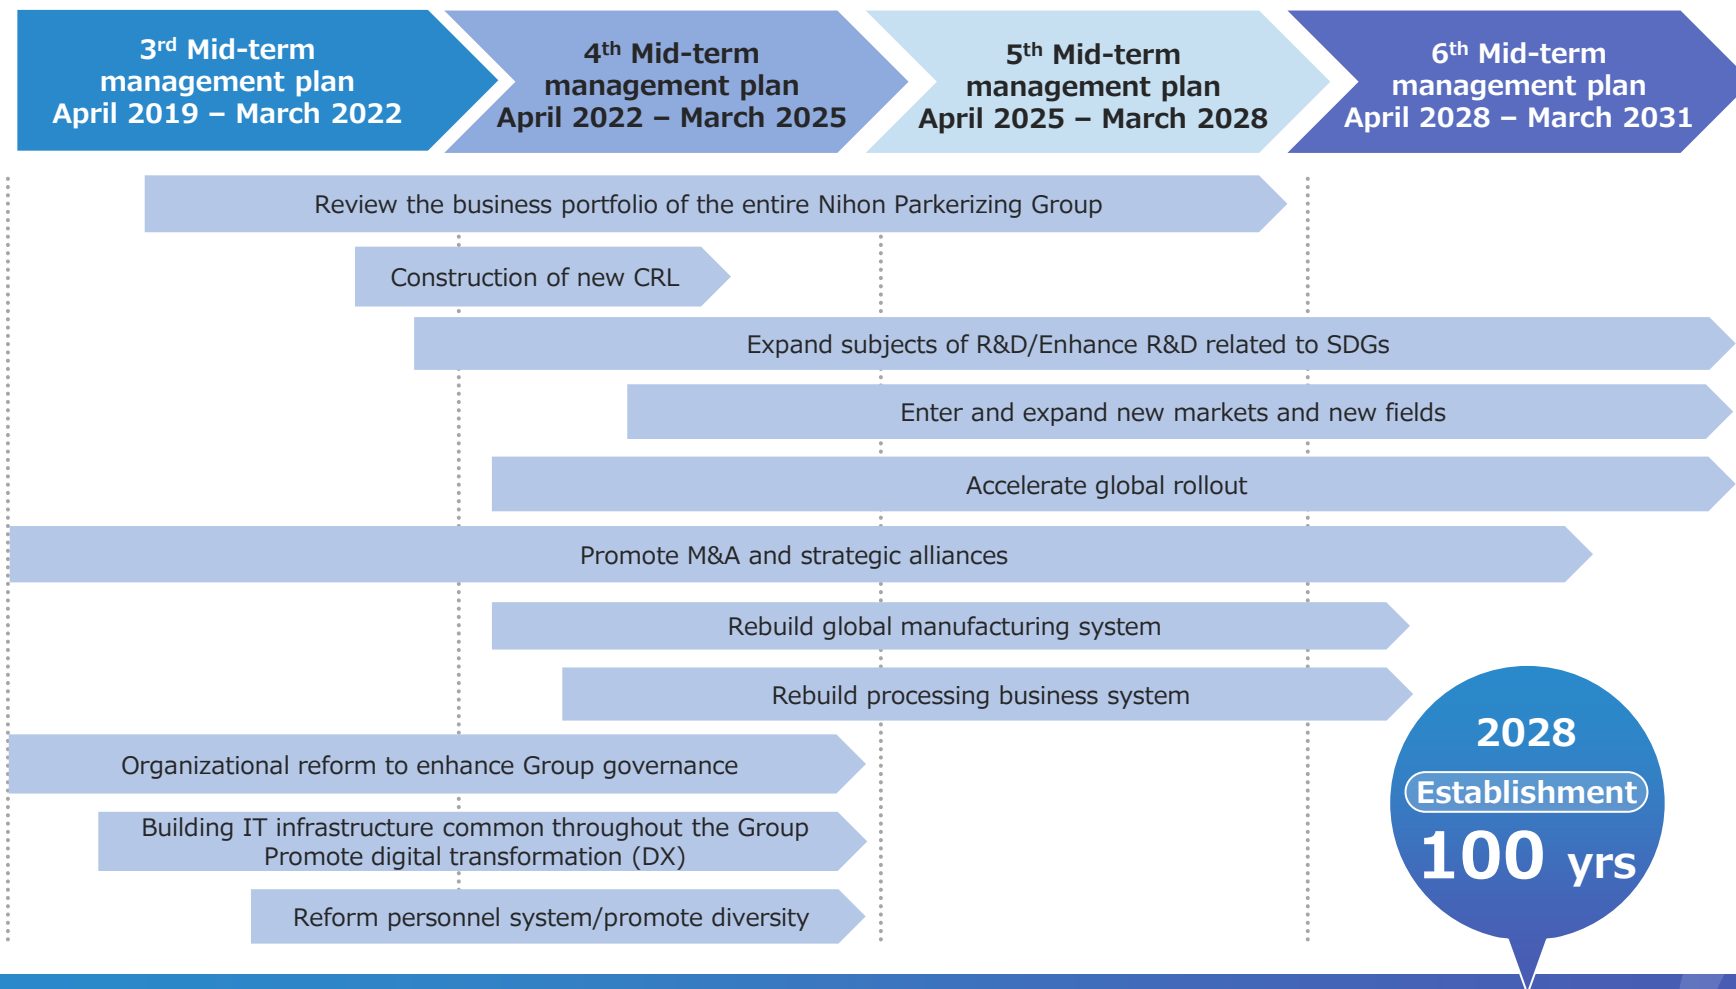 3rd Mid-term
management plan
April 2019 – March 2022
4th Mid-term
management plan
April 2022 – March 2025
5th Mid-term
management plan
April 2025 – March 2028
6th Mid-term
management plan
April 2028 – March 2031
Review the business portfolio of the entire Nihon Parkerizing Group
Construction of new CRL
Expand subjects of R&D/Enhance R&D related to SDGs
Enter and expand new markets and new fields
Accelerate global rollout
Promote M&A and strategic alliances
Rebuild global manufacturing system
Rebuild processing business system
Organizational reform to enhance Group governance
Building IT infrastructure common throughout the Group
Promote digital transformation (DX)
Reform personnel system/promote diversity
2028
Establishment
100 yrs